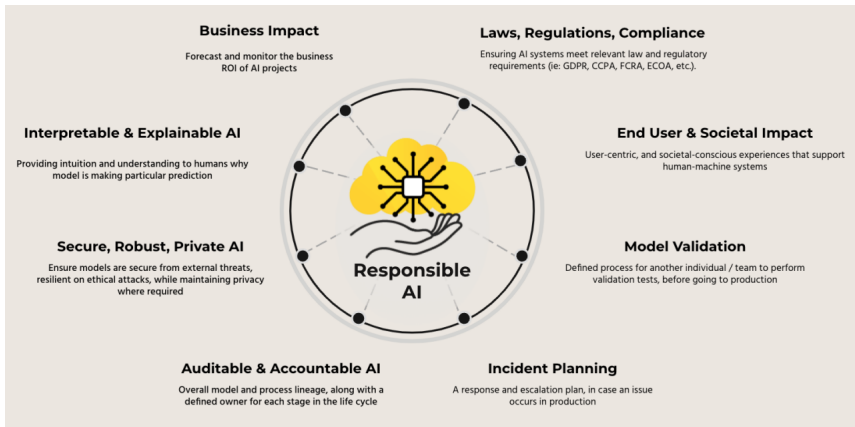 Business Impact
Forecast and monitor the business
ROI of AI projects
Laws, Regulations, Compliance
Ensuring AI systems meet relevant law and regulatory
requirements (ie: GDPR, CCPA, FCRA, ECOA, etc.).
Interpretable & Explainable AI
Providing intuition and understanding to humans why
model is making particular prediction
End User & Societal Impact
User-centric, and societal-conscious experiences that support
human-machine systems
Secure, Robust, Private AI
Ensure models are secure from external threats,
resilient on ethical attacks, while maintaining privacy
where required
Responsible
AI
Model Validation
Defined process for another individual / team to perform
validation tests, before going to production
Auditable & Accountable AI
Overall model and process lineage, along with a
defined owner for each stage in the life cycle
Incident Planning
A response and escalation plan, in case an issue
occurs in production